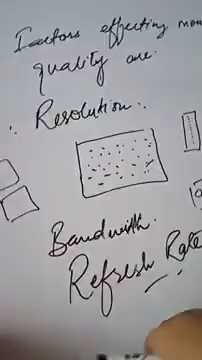 Factors effecting
quality are.
Resolution.
Bandwith.
Refresh Rate